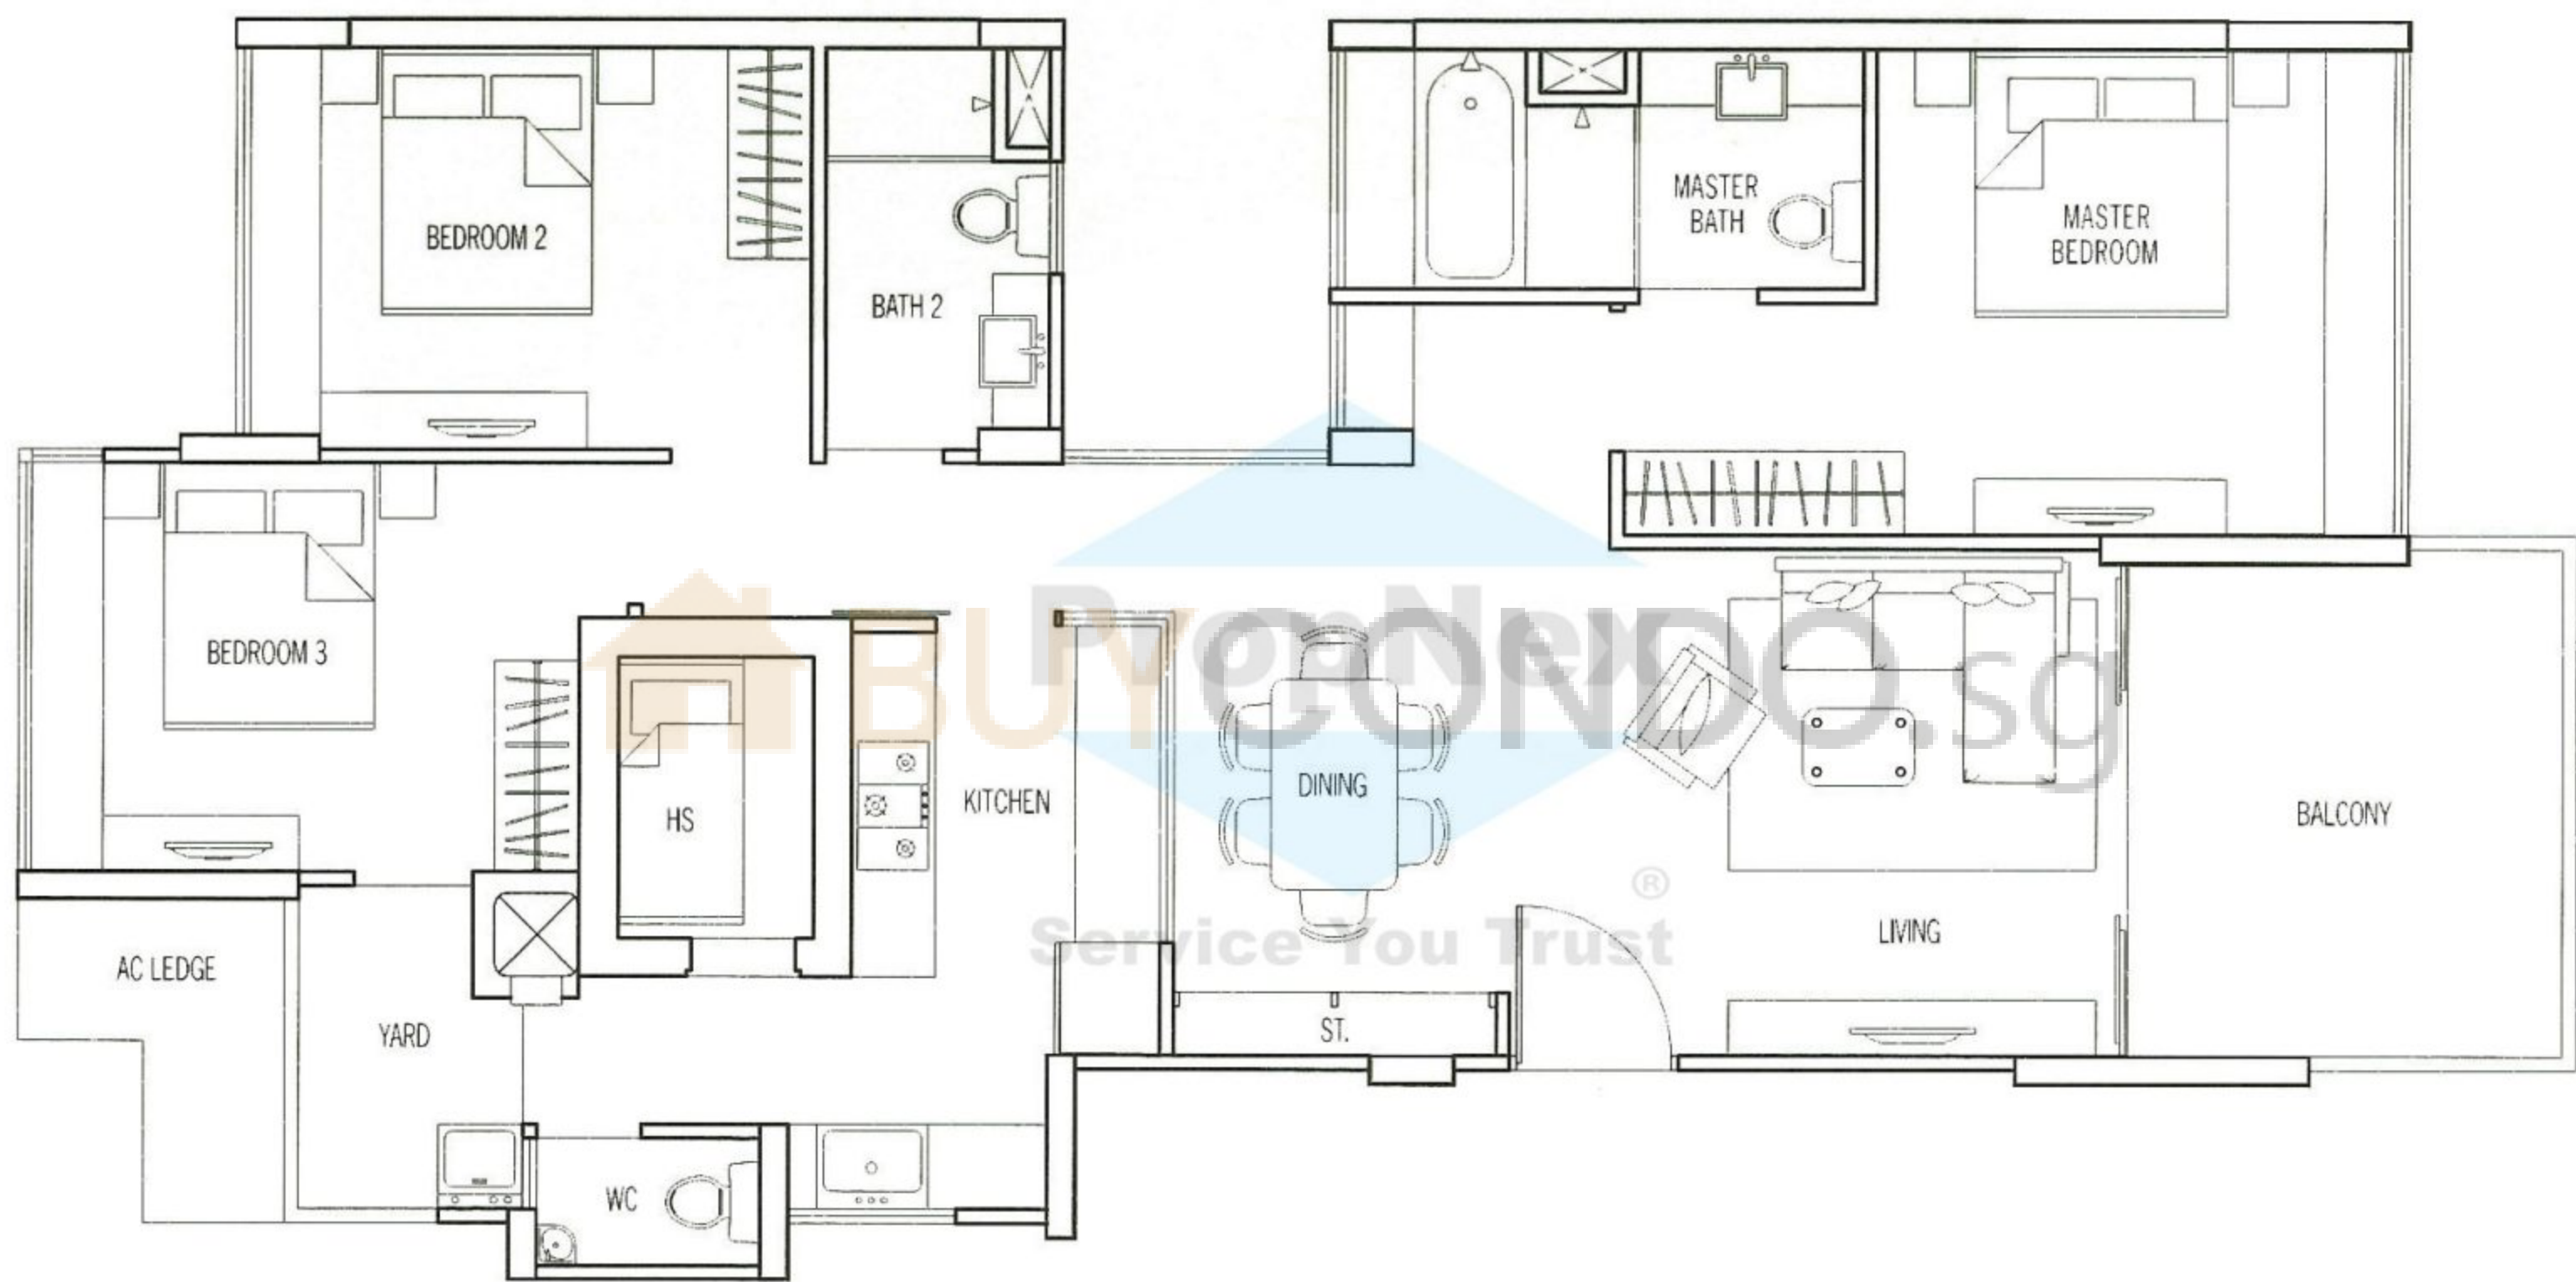 BEDROOM 2
BATH 2
MASTER
BATH
MASTER
BEDROOM
BEDROOM 3
HS
KITCHEN
DINING
LIVING
BALCONY
AC LEDGE
YARD
ST.
WC
BUYCONDO.sg
PropNex
®
Service You Trust